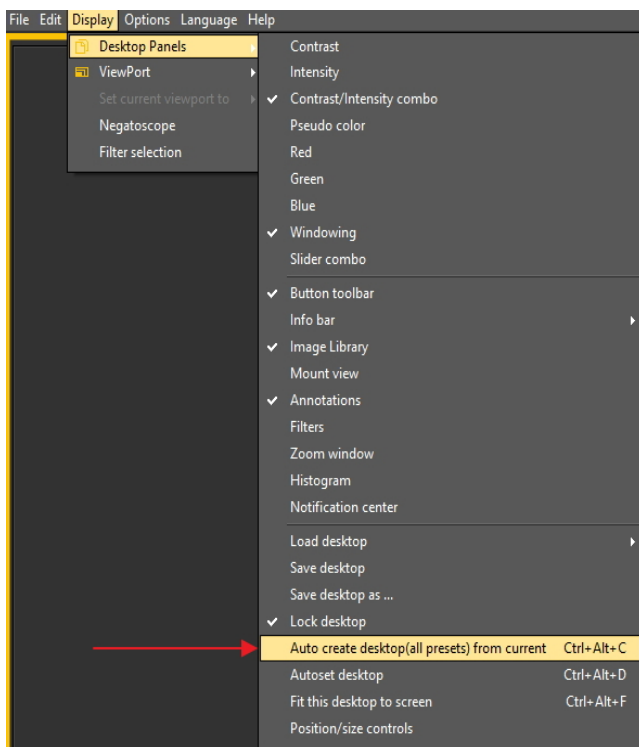 File Edit Display Options Language Help
Desktop Panels
ViewPort
Set current viewport to
Negatoscope
Filter selection
Contrast
Intensity
Contrast/Intensity combo
Pseudo color
Red
Green
Blue
Windowing
Slider combo
Button toolbar
Info bar
Image Library
Mount view
Annotations
Filters
Zoom window
Histogram
Notification center
Load desktop
Save desktop
Save desktop as ...
Lock desktop
Auto create desktop(all presets) from current Ctrl+Alt+C
Autoset desktop Ctrl+Alt+D
Fit this desktop to screen Ctrl+Alt+F
Position/size controls